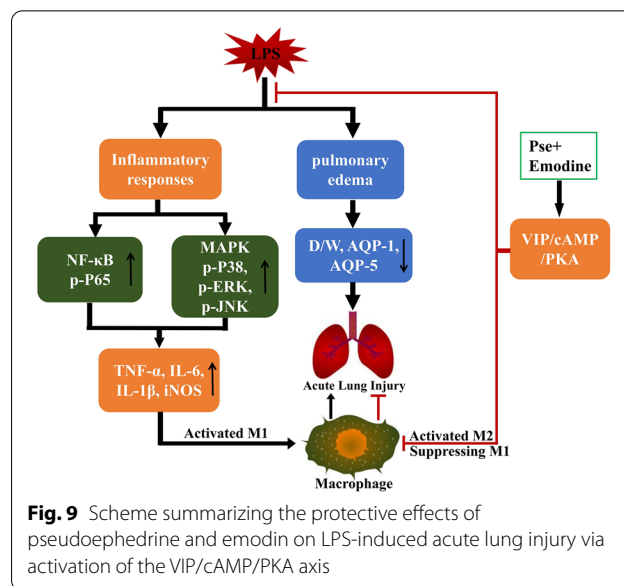 LPS
Inflammatory
responses
pulmonary
edema
Pse+
Emodine
NF-κB
p-P65
MAPK
p-P38,
p-ERK,
p-JNK
D/W, AQP-1,
AQP-5
VIP/cAMP
/PKA
TNF-α, IL-6,
IL-1β, iNOS
Acute Lung Injury
Activated M1
Activated M2
Suppressing M1
Macrophage
Fig. 9 Scheme summarizing the protective effects of
pseudoephedrine and emodin on LPS-induced acute lung injury via
activation of the VIP/cAMP/PKA axis